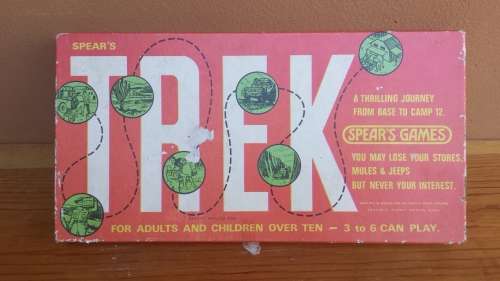 SPEAR'S
TREK
A THRILLING JOURNEY
FROM BASE TO CAMP 12.
SPEAR'S GAMES
YOU MAY LOSE YOUR STORES,
MULES & JEEPS
BUT NEVER YOUR INTEREST.
FOR ADULTS AND CHILDREN OVER TEN — 3 to 6 CAN PLAY.